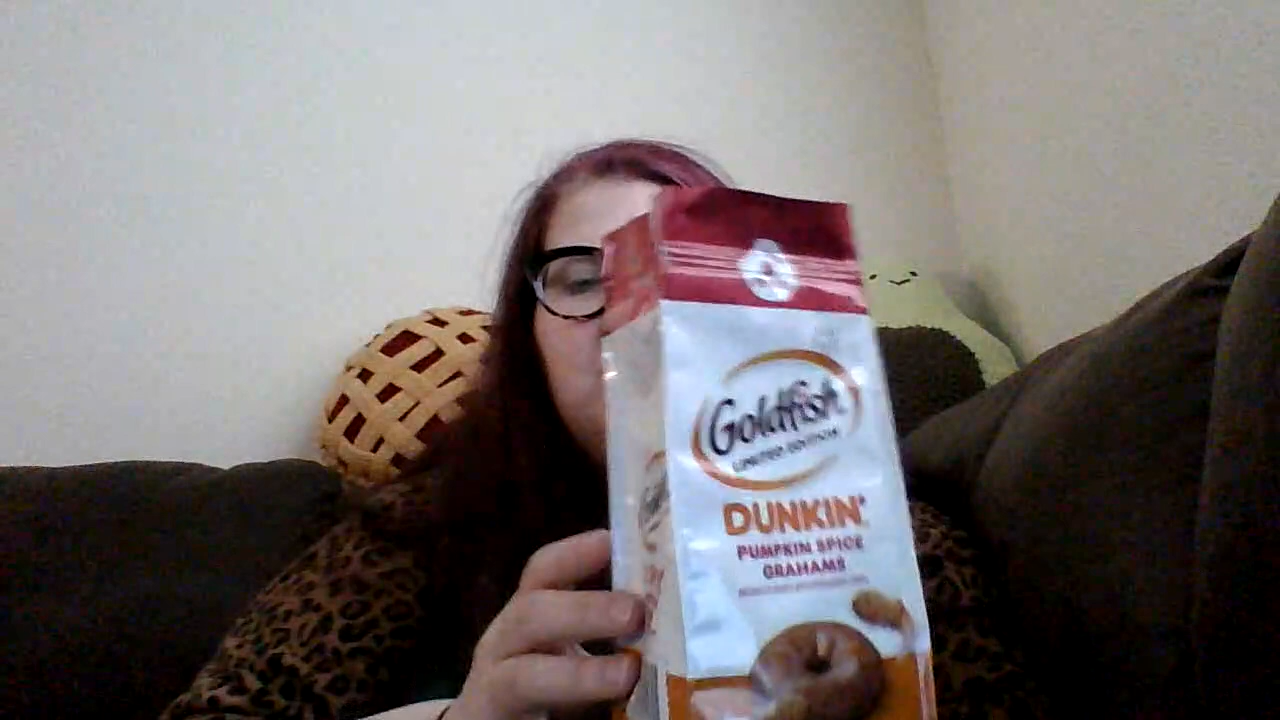 Goldfish
LIMITED EDITION
DUNKIN'
PUMPKIN SPICE
GRAHAMS